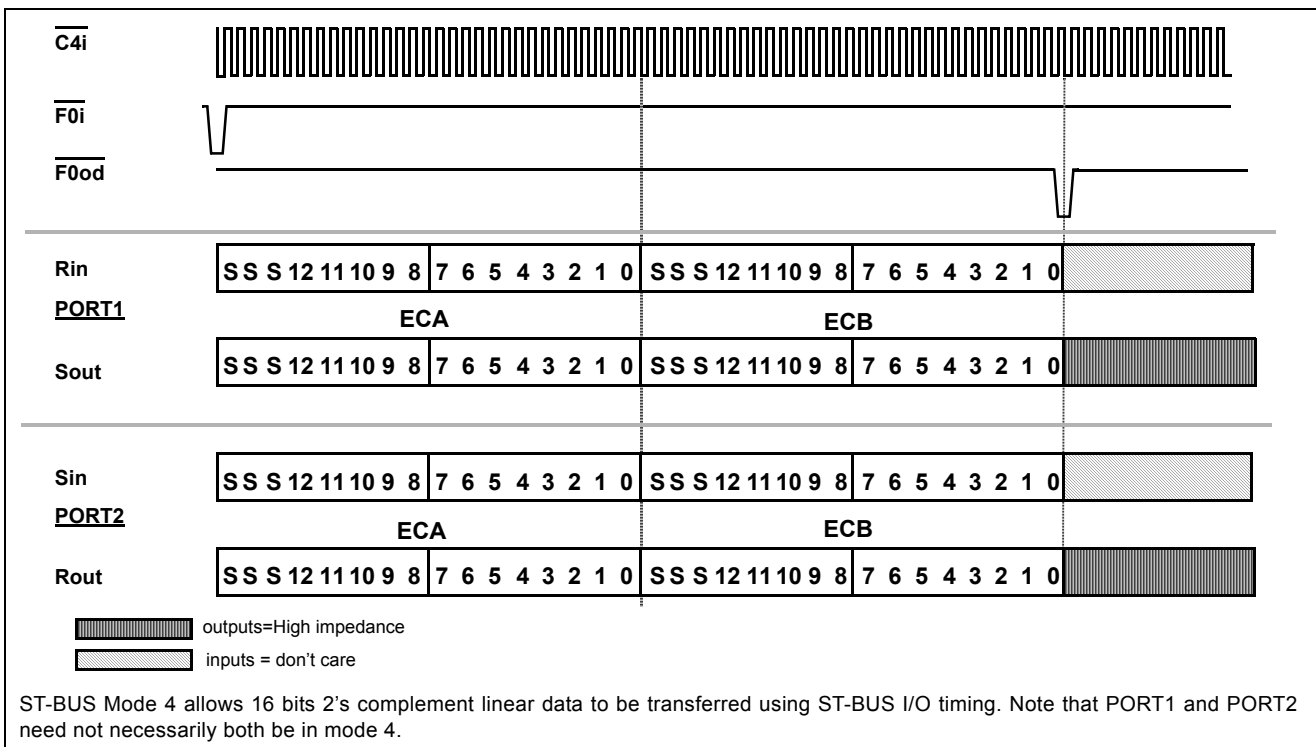 C4i
F0i
F0od
Rin
S S S 12 11 10 9 8 7 6 5 4 3 2 1 0 S S S 12 11 10 9 8 7 6 5 4 3 2 1 0
PORT1
ECA ECB
Sout
S S S 12 11 10 9 8 7 6 5 4 3 2 1 0 S S S 12 11 10 9 8 7 6 5 4 3 2 1 0
Sin
S S S 12 11 10 9 8 7 6 5 4 3 2 1 0 S S S 12 11 10 9 8 7 6 5 4 3 2 1 0
PORT2
ECA ECB
Rout
S S S 12 11 10 9 8 7 6 5 4 3 2 1 0 S S S 12 11 10 9 8 7 6 5 4 3 2 1 0
outputs=High impedance
inputs = don't care
ST-BUS Mode 4 allows 16 bits 2's complement linear data to be transferred using ST-BUS I/O timing. Note that PORT1 and PORT2
need not necessarily both be in mode 4.